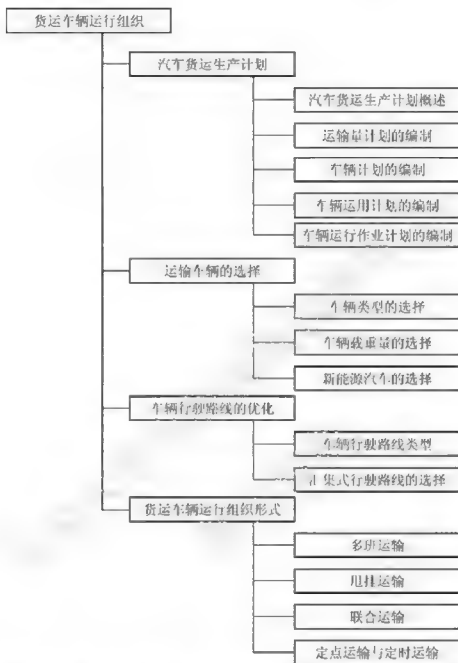 货运车辆运行组织
汽车货运生产计划
汽车货运生产计划概述
运输量计划的编制
车辆计划的编制
车辆运用计划的编制
车辆运行作业计划的编制
运输车辆的选择
车辆类型的选择
车辆载重量的选择
新能源汽车的选择
车辆行驶路线的优化
车辆行驶路线类型
汇集式行驶路线的选择
货运车辆运行组织形式
多班运输
甩挂运输
联合运输
定点运输与定时运输